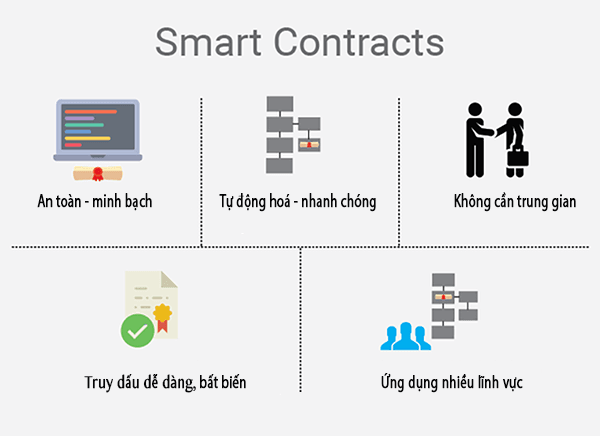 Smart Contracts
An toàn - minh bạch
Tự động hoá - nhanh chóng
Không cần trung gian
Truy dấu dễ dàng, bất biến
Ứng dụng nhiều lĩnh vực